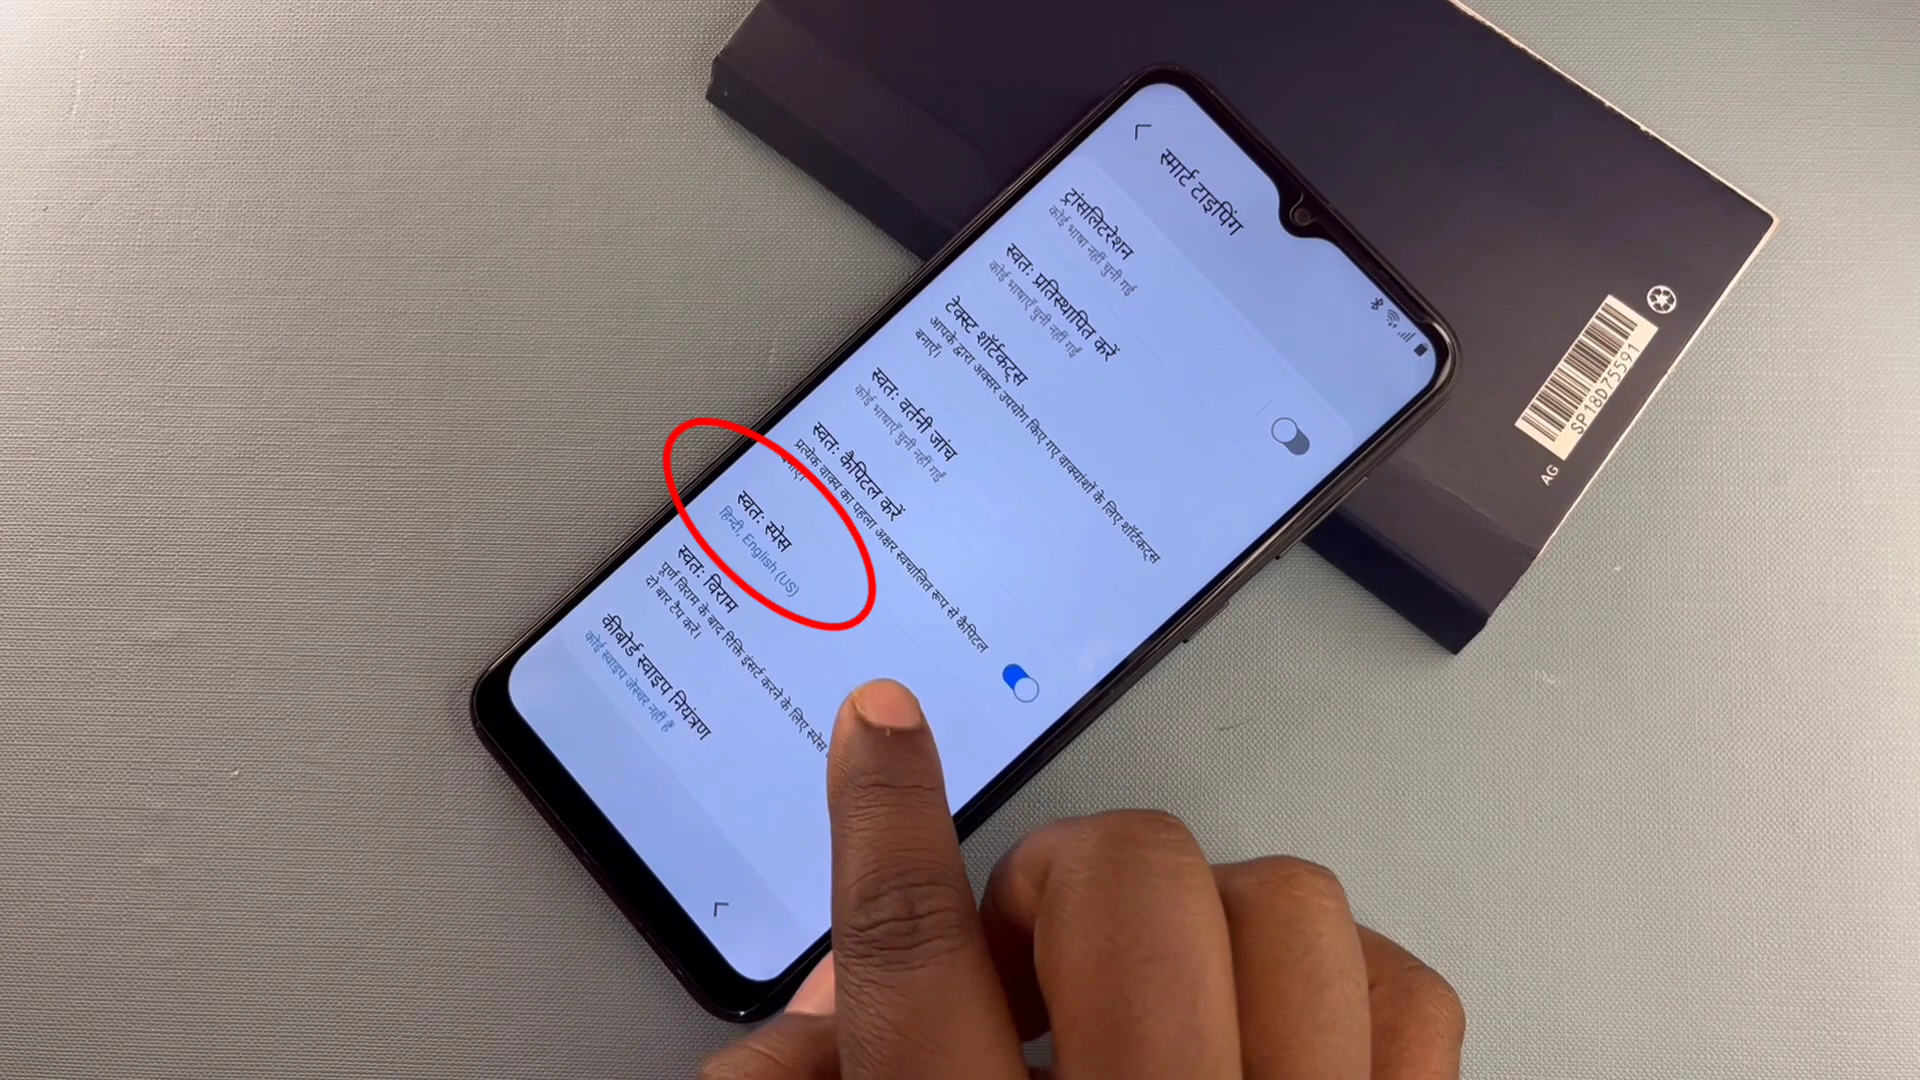 स्मार्ट टाइपिंग
ट्रांसलिटरेशन
कोई भाषा नहीं चुनी गई
स्वतः प्रतिस्थापित करें
कोई भाषाएँ चुनी नहीं गईं
टेक्स्ट शॉर्टकट्स
आपके द्वारा अक्सर उपयोग किए गए वाक्यांशों के लिए शॉर्टकट्स
बनाएँ।
स्वतः वर्तनी जांच
कोई भाषाएँ चुनी नहीं गईं
स्वतः कैपिटल करें
प्रत्येक वाक्य का पहला अक्षर स्वचालित रूप से कैपिटल
बनाएँ।
स्वतः स्पेस
हिन्दी, English (US)
स्वतः विराम
पूर्ण विराम के बाद रिक्ति इंसर्ट करने के लिए स्पेस
दो बार टैप करें।
कीबोर्ड स्वाइप नियंत्रण
कोई स्वाइप जेस्चर नहीं है
SP18D75591
AG